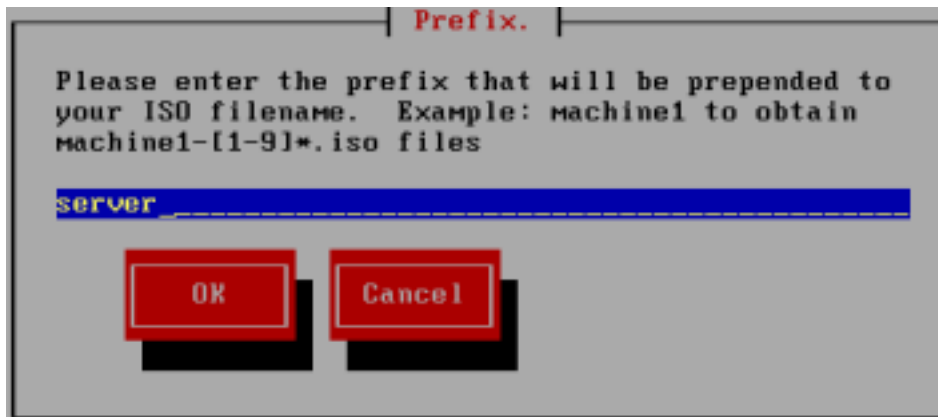 Prefix.
Please enter the prefix that will be prepended to
your ISO filename.  Example: machine1 to obtain
machine1-[1-9]*.iso files
server__________________________________________
OK
Cancel